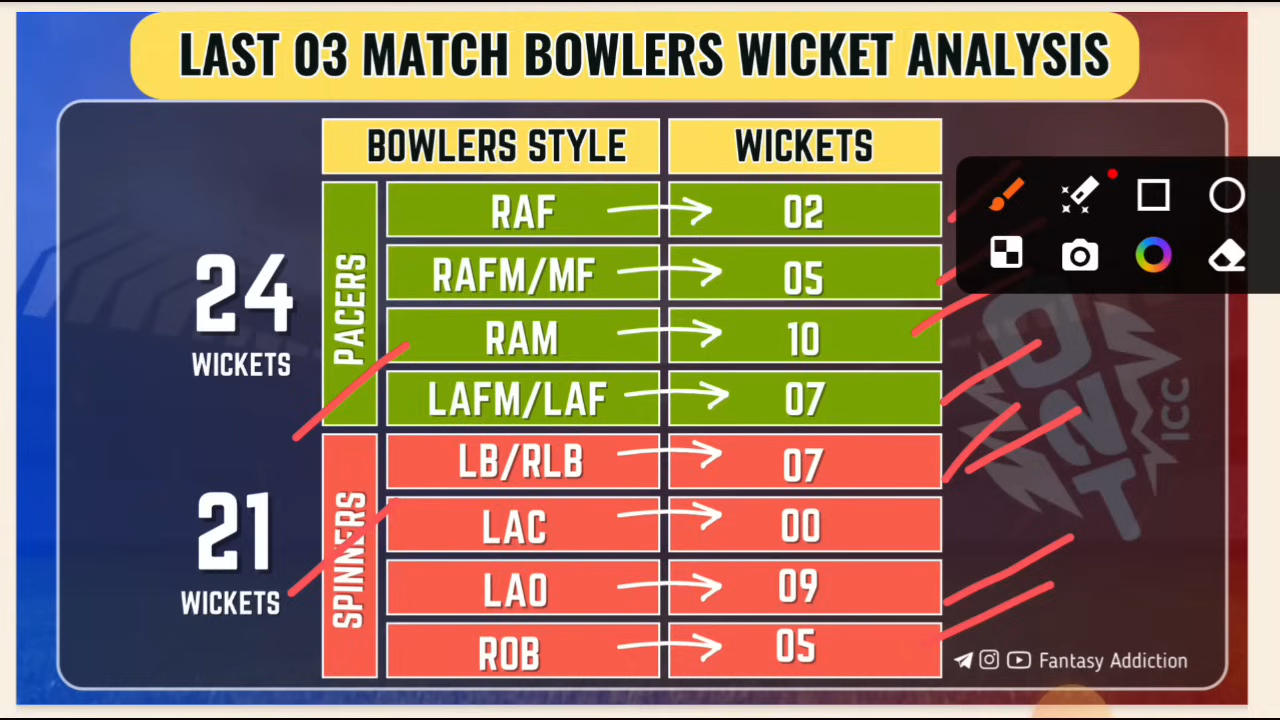 LAST 03 MATCH BOWLERS WICKET ANALYSIS
BOWLERS STYLE WICKETS
PACERS
RAF 02
RAFM/MF 05
RAM 10
LAFM/LAF 07
24
WICKETS
SPINNERS
LB/RLB 07
LAC 00
LAO 09
ROB 05
21
WICKETS
ICC
Fantasy Addiction